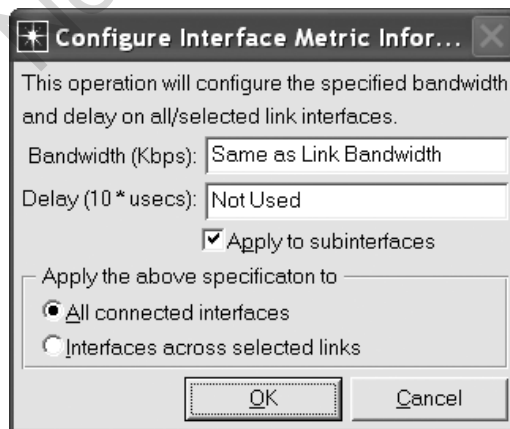 Configure Interface Metric Infor...
This operation will configure the specified bandwidth
and delay on all/selected link interfaces.
Bandwidth (Kbps): Same as Link Bandwidth
Delay (10 * usecs): Not Used
Apply to subinterfaces
Apply the above specificaton to
All connected interfaces
Interfaces across selected links
OK Cancel